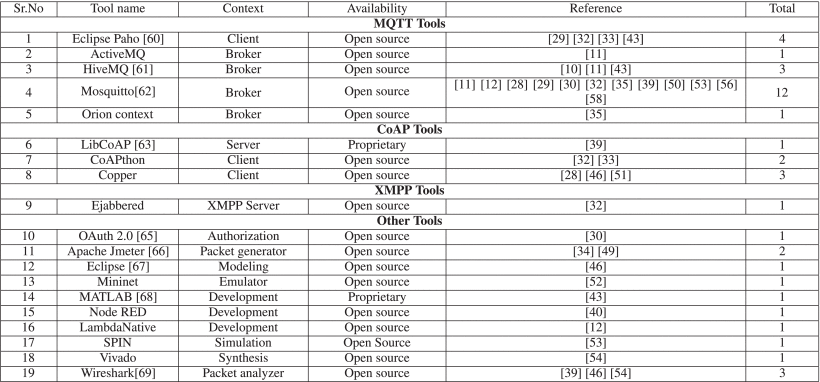 Sr.No Tool name Context Availability Reference Total
MQTT Tools
1 Eclipse Paho [60] Client Open source [29] [32] [33] [43] 4
2 ActiveMQ Broker Open source [11] 1
3 HiveMQ [61] Broker Open source [10] [11] [43] 3
4 Mosquitto[62] Broker Open source [11] [12] [28] [29] [30] [32] [35] [39] [50] [53] [56] 12
[58]
5 Orion context Broker Open source [35] 1
CoAP Tools
6 LibCoAP [63] Server Proprietary [39] 1
7 CoAPthon Client Open source [32] [33] 2
8 Copper Client Open source [28] [46] [51] 3
XMPP Tools
9 Ejabbered XMPP Server Open source [32] 1
Other Tools
10 OAuth 2.0 [65] Authorization Open source [30] 1
11 Apache Jmeter [66] Packet generator Open source [34] [49] 2
12 Eclipse [67] Modeling Open source [46] 1
13 Mininet Emulator Open source [52] 1
14 MATLAB [68] Development Proprietary [43] 1
15 Node RED Development Open source [40] 1
16 LambdaNative Development Open source [12] 1
17 SPIN Simulation Open Source [53] 1
18 Vivado Synthesis Open source [54] 1
19 Wireshark[69] Packet analyzer Open source [39] [46] [54] 3